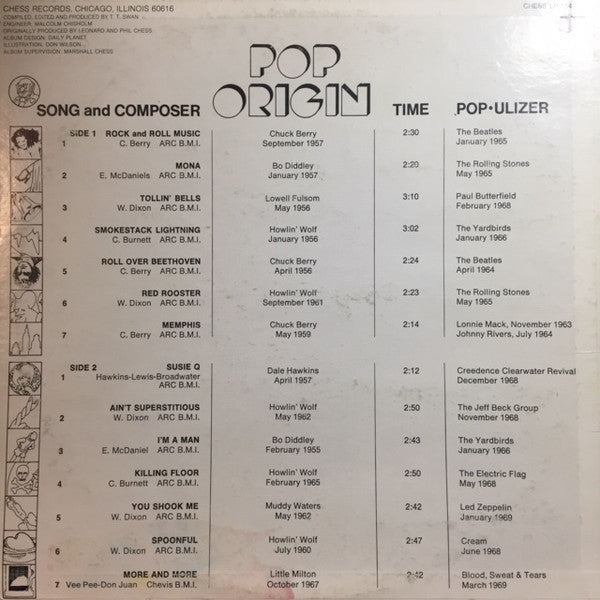 CHESS RECORDS, CHICAGO, ILLINOIS 60616
COMPILED, EDITED AND PRODUCED BY T. T. SWAN
ENGINEER, MALCOLM CHISHOLM
ORIGINALLY PRODUCED BY LEONARD AND PHIL CHESS
ALBUM DESIGN: DAILY PLANET
ILLUSTRATION: DON WILSON
ALBUM SUPERVISION: MARSHALL CHESS
CHESS
POP
ORIGIN
SONG and COMPOSER TIME POP•ULIZER
SIDE 1 ROCK and ROLL MUSIC Chuck Berry 2:30 The Beatles
1 C. Berry ARC B.M.I. September 1957 January 1965
MONA Bo Diddley 2:20 The Rolling Stones
2 E. McDaniels ARC B.M.I. January 1957 May 1965
TOLLIN' BELLS Lowell Fulsom 3:10 Paul Butterfield
3 W. Dixon ARC B.M.I. May 1956 February 1968
SMOKESTACK LIGHTNING Howlin' Wolf 3:02 The Yardbirds
4 C. Burnett ARC B.M.I. January 1956 January 1966
ROLL OVER BEETHOVEN Chuck Berry 2:24 The Beatles
5 C. Berry ARC B.M.I. April 1956 April 1964
RED ROOSTER Howlin' Wolf 2:23 The Rolling Stones
6 W. Dixon ARC B.M.I. September 1961 May 1965
MEMPHIS Chuck Berry 2:14 Lonnie Mack, November 1963
7 C. Berry ARC B.M.I. May 1959 Johnny Rivers, July 1964
SIDE 2 SUSIE Q Dale Hawkins 2:12 Creedence Clearwater Revival
1 Hawkins-Lewis-Broadwater April 1957 December 1968
ARC B.M.I.
AIN'T SUPERSTITIOUS Howlin' Wolf 2:50 The Jeff Beck Group
2 W. Dixon ARC B.M.I. May 1962 November 1968
I'M A MAN Bo Diddley 2:43 The Yardbirds
3 E. McDaniel ARC B.M.I. February 1955 January 1966
KILLING FLOOR Howlin' Wolf 2:50 The Electric Flag
4 C. Burnett ARC B.M.I. February 1965 May 1968
YOU SHOOK ME Muddy Waters 2:42 Led Zeppelin
5 W. Dixon ARC B.M.I. May 1962 January 1969
SPOONFUL Howlin' Wolf 2:47 Cream
6 W. Dixon ARC B.M.I. July 1960 June 1968
MORE AND MORE Little Milton 2:42 Blood, Sweat & Tears
7 Vee Pee-Don Juan Chevis B.M.I. October 1967 March 1969